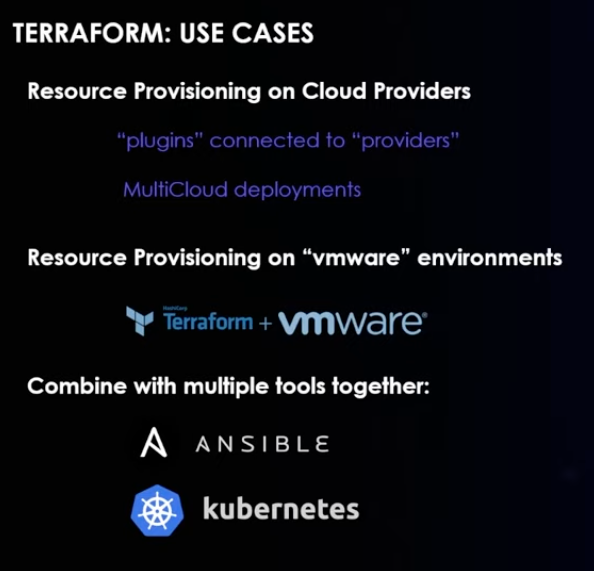 TERRAFORM: USE CASES
Resource Provisioning on Cloud Providers
“plugins” connected to “providers”
MultiCloud deployments
Resource Provisioning on “vmware” environments
HashiCorp
Terraform + vmware®
Combine with multiple tools together:
ANSIBLE
kubernetes